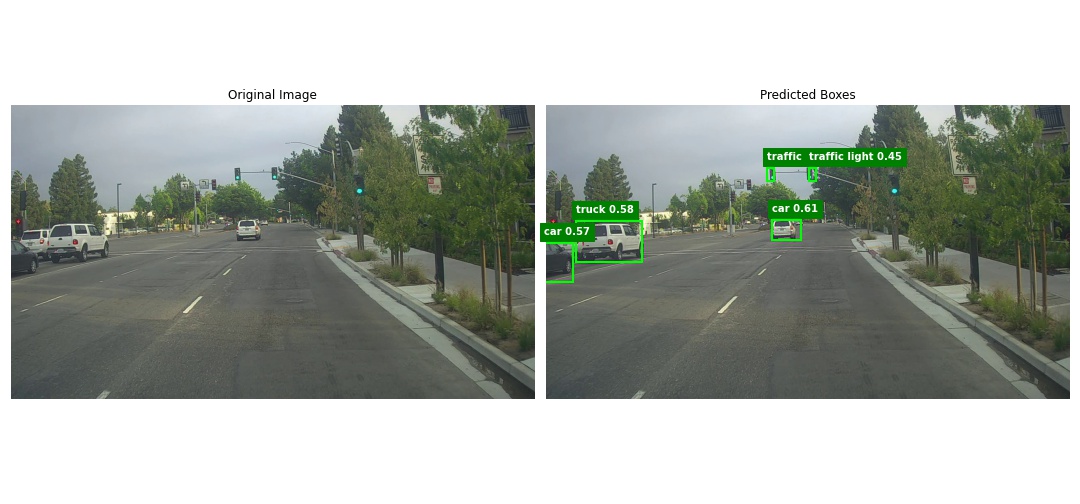 Original Image
Predicted Boxes
traffic
traffic light 0.45
truck 0.58
car 0.61
car 0.57